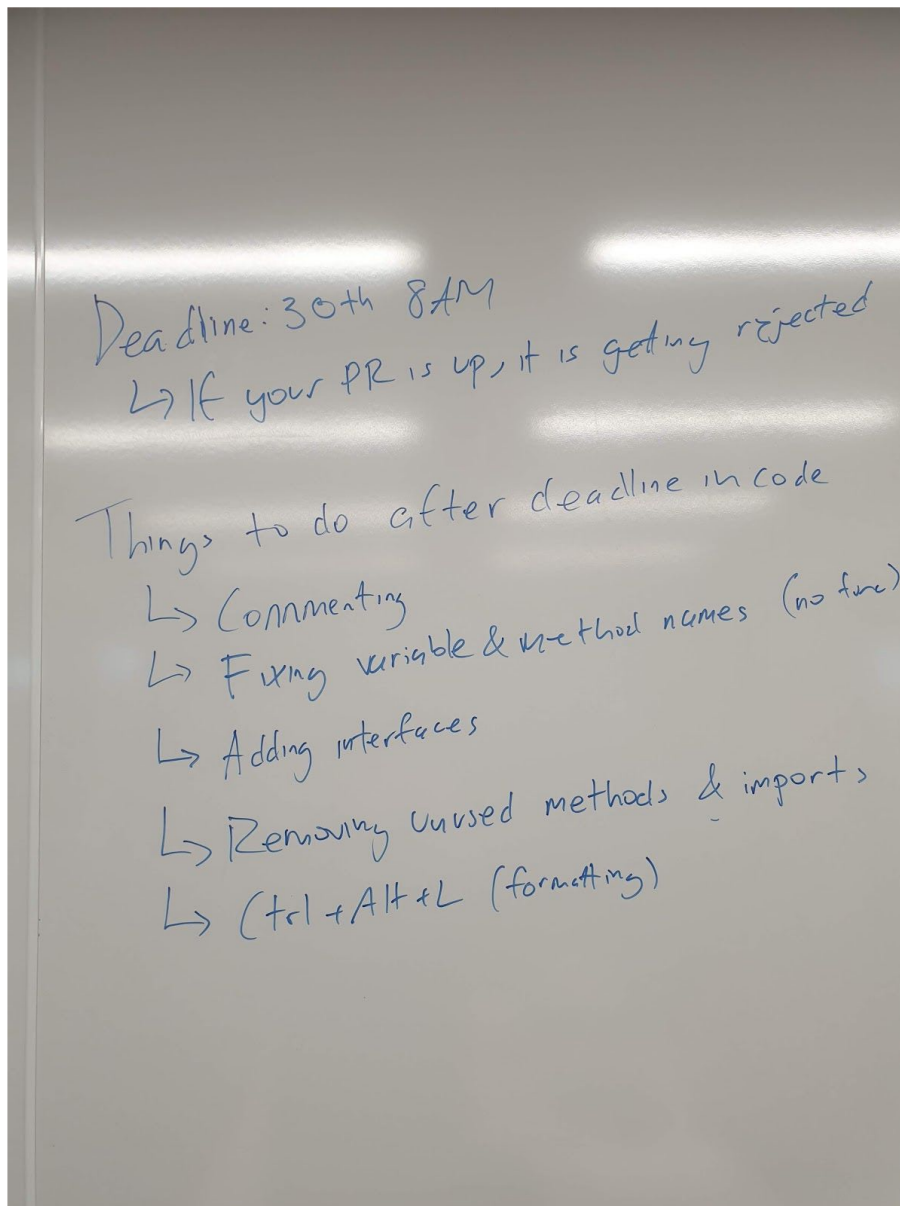 Deadline: 30th 8AM
↳ If your PR is up, it is geting rejected
Things to do after deadline in code
↳ Commenting
↳ Fixing variable & method names (no func)
↳ Adding interfaces
↳ Removing unused methods & imports
↳ Ctrl + Alt + L (formatting)